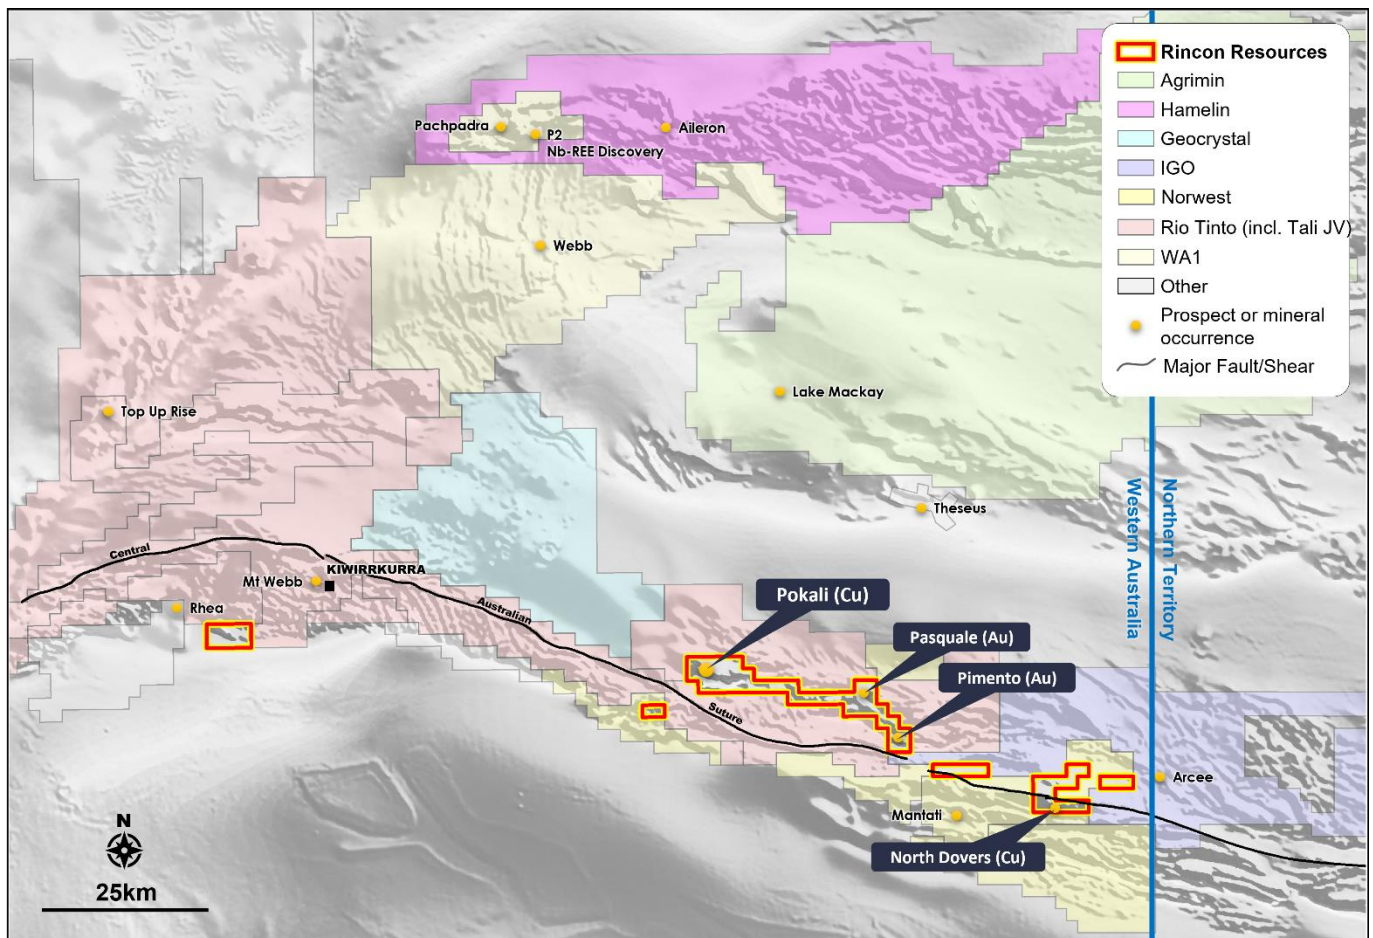 Rincon Resources
Agrimin
Hamelin
Geocrystal
IGO
Norwest
Rio Tinto (incl. Tali JV)
WA1
Other
Prospect or mineral
occurrence
Major Fault/Shear
Pachpadra
P2
Nb-REE Discovery
Aileron
Webb
Top Up Rise
Lake Mackay
Theseus
Western Australia
Northern Territory
Central
Mt Webb
KIWIRRKURRA
Rhea
Australian
Pokali (Cu)
Pasquale (Au)
Pimento (Au)
Suture
Arcee
Mantati
North Dovers (Cu)
N
25km